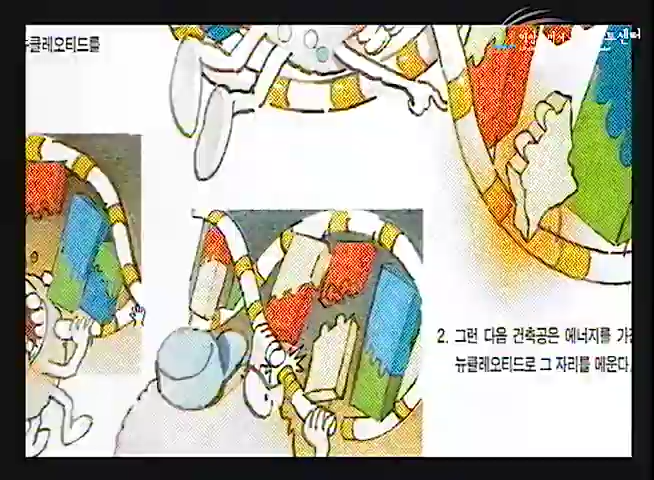 뉴클레오티드를
2. 그런 다음 건축공은 에너지를 가
뉴클레오티드로 그 자리를 메운다.